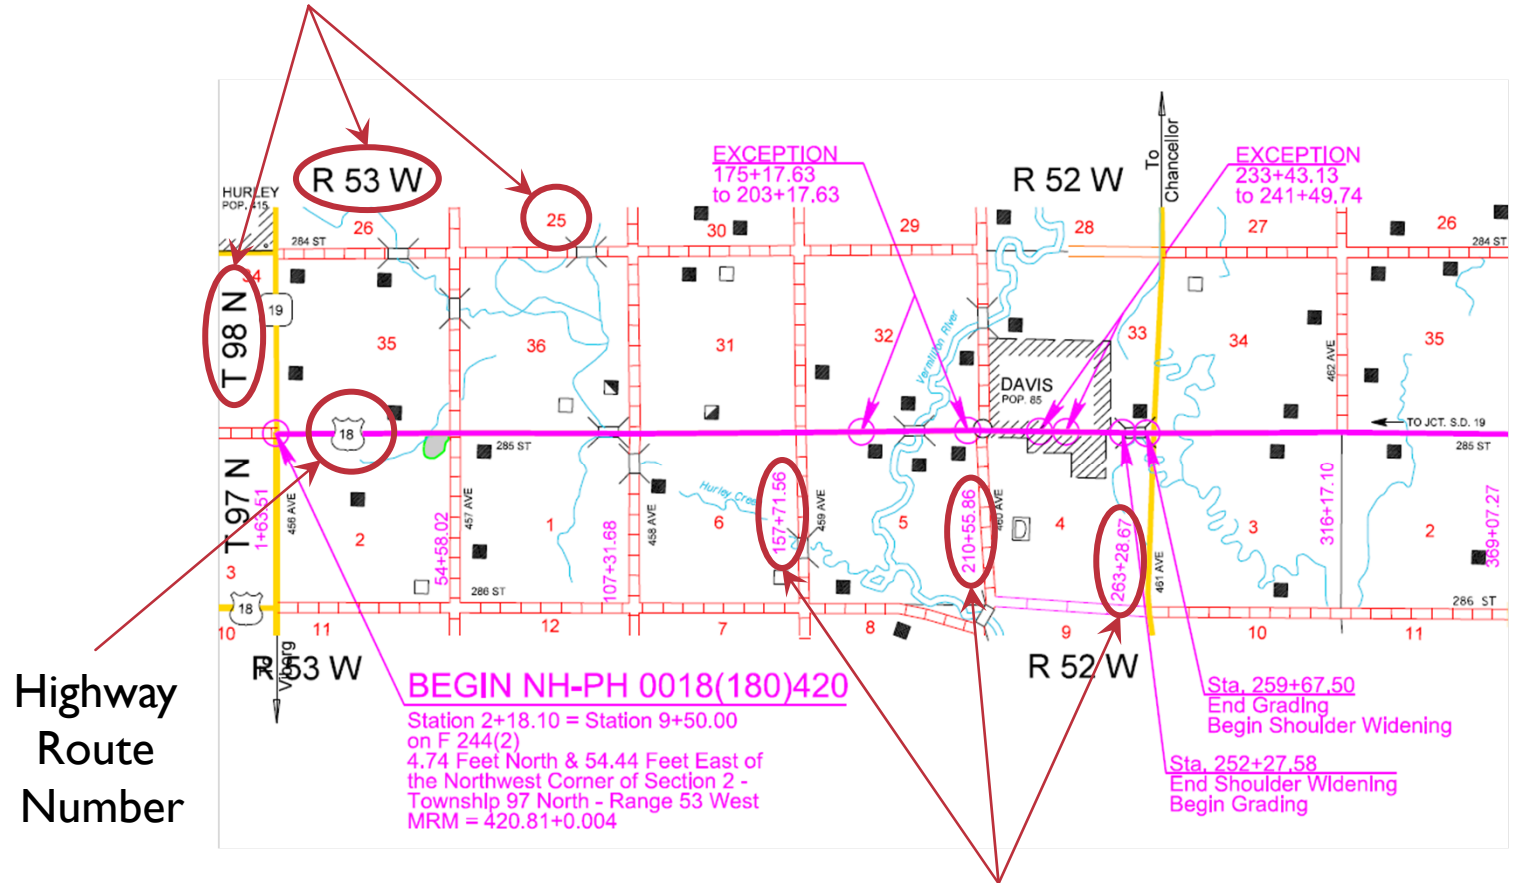 EXCEPTION
175+17.63
to 203+17.63
EXCEPTION
233+43.13
to 241+49.74
To
Chancellor
R 53 W
R 52 W
HURLEY
POP. 415
26
25
30
29
28
27
26
284 ST
284 ST
34
19
T 98 N
35
36
31
32
33
34
35
Vermillion River
462 AVE
DAVIS
POP. 85
18
TO JCT. S.D. 19
285 ST
285 ST
T 97 N
1+63.51
456 AVE
54+58.02
457 AVE
107+31.68
458 AVE
Hurley Creek
157+71.56
459 AVE
210+55.86
460 AVE
263+28.67
461 AVE
316+17.10
369+07.27
3
2
1
6
5
4
D
3
2
286 ST
286 ST
18
10
11
12
7
8
9
10
11
R 53 W
Viborg
R 52 W
Highway
Route
Number
BEGIN NH-PH 0018(180)420
Station 2+18.10 = Station 9+50.00
on F 244(2)
4.74 Feet North & 54.44 Feet East of
the Northwest Corner of Section 2 -
Township 97 North - Range 53 West
MRM = 420.81+0.004
Sta. 259+67.50
End Grading
Begin Shoulder Widening
Sta. 252+27.58
End Shoulder Widening
Begin Grading